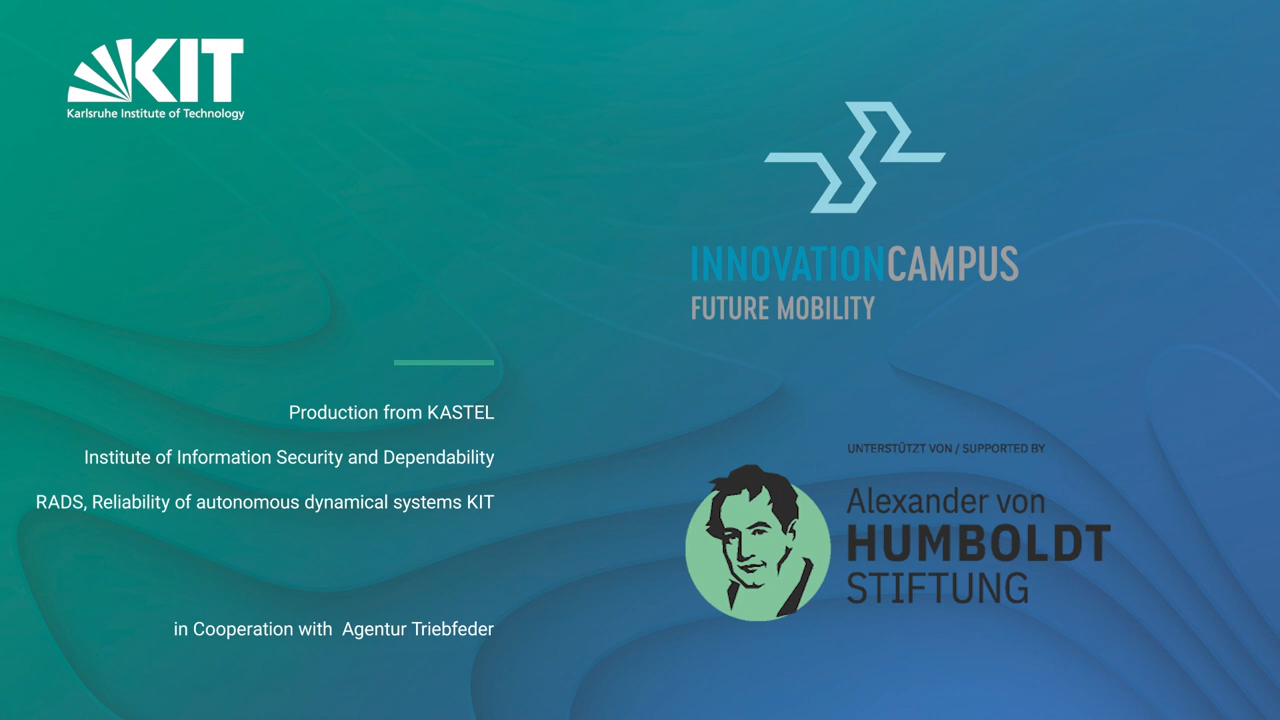 KIT
Karlsruhe Institute of Technology
INNOVATIONCAMPUS
FUTURE MOBILITY
Production from KASTEL
Institute of Information Security and Dependability
RADS, Reliability of autonomous dynamical systems KIT
in Cooperation with  Agentur Triebfeder
UNTERSTÜTZT VON / SUPPORTED BY
Alexander von
HUMBOLDT
STIFTUNG